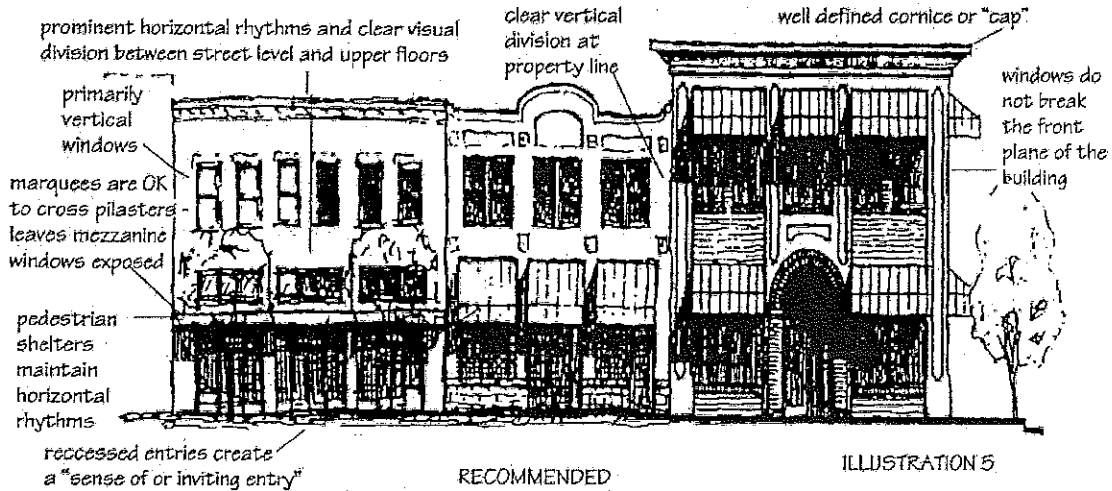 prominent horizontal rhythms and clear visual
division between street level and upper floors
clear vertical
division at
property line
well defined cornice or "cap"
primarily
vertical
windows
windows do
not break
the front
plane of the
building
marquees are OK
to cross pilasters
leaves mezzanine
windows exposed
pedestrian
shelters
maintain
horizontal
rhythms
reccessed entries create
a "sense of or inviting entry"
RECOMMENDED
ILLUSTRATION 5